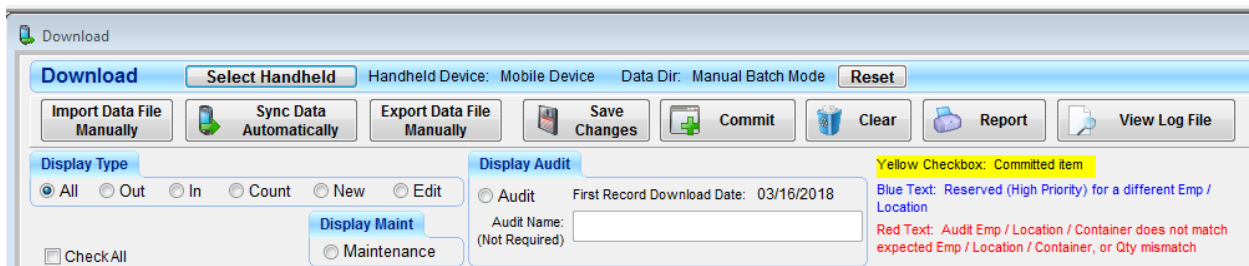 Download
Download Select Handheld Handheld Device: Mobile Device Data Dir: Manual Batch Mode Reset
Import Data File Manually
Sync Data Automatically
Export Data File Manually
Save Changes
Commit
Clear
Report
View Log File
Display Type
All Out In Count New Edit
Display Maint
Maintenance
Check All
Display Audit
Audit First Record Download Date: 03/16/2018
Audit Name:
(Not Required)
Yellow Checkbox: Committed item
Blue Text: Reserved (High Priority) for a different Emp /
Location
Red Text: Audit Emp / Location / Container does not match
expected Emp / Location / Container, or Qty mismatch